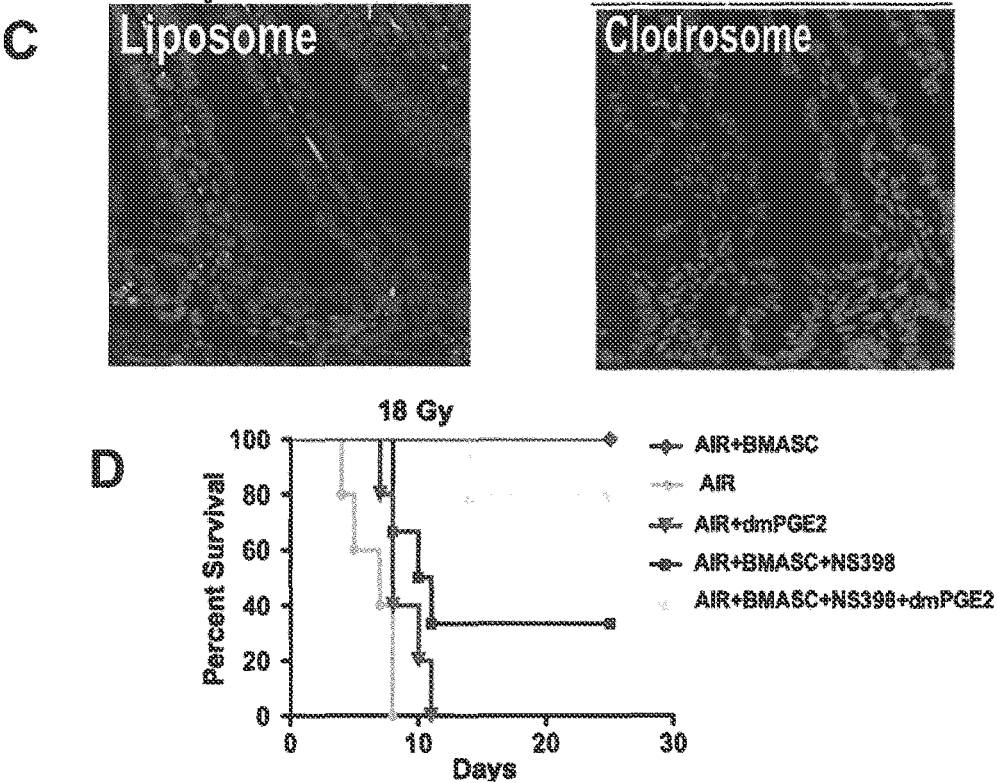 C
Liposome
Clodrosome
D
18 Gy
Percent Survival
100
80
60
40
20
0
0 10 20 30
Days
AIR+BMASC
AIR
AIR+dmPGE2
AIR+BMASC+NS398
AIR+BMASC+NS398+dmPGE2